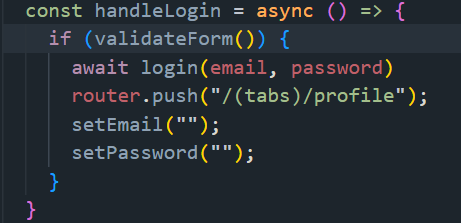 const handleLogin = async () => {
if (validateForm()) {
await login(email, password)
router.push("/(tabs)/profile");
setEmail("");
setPassword("");
}
}